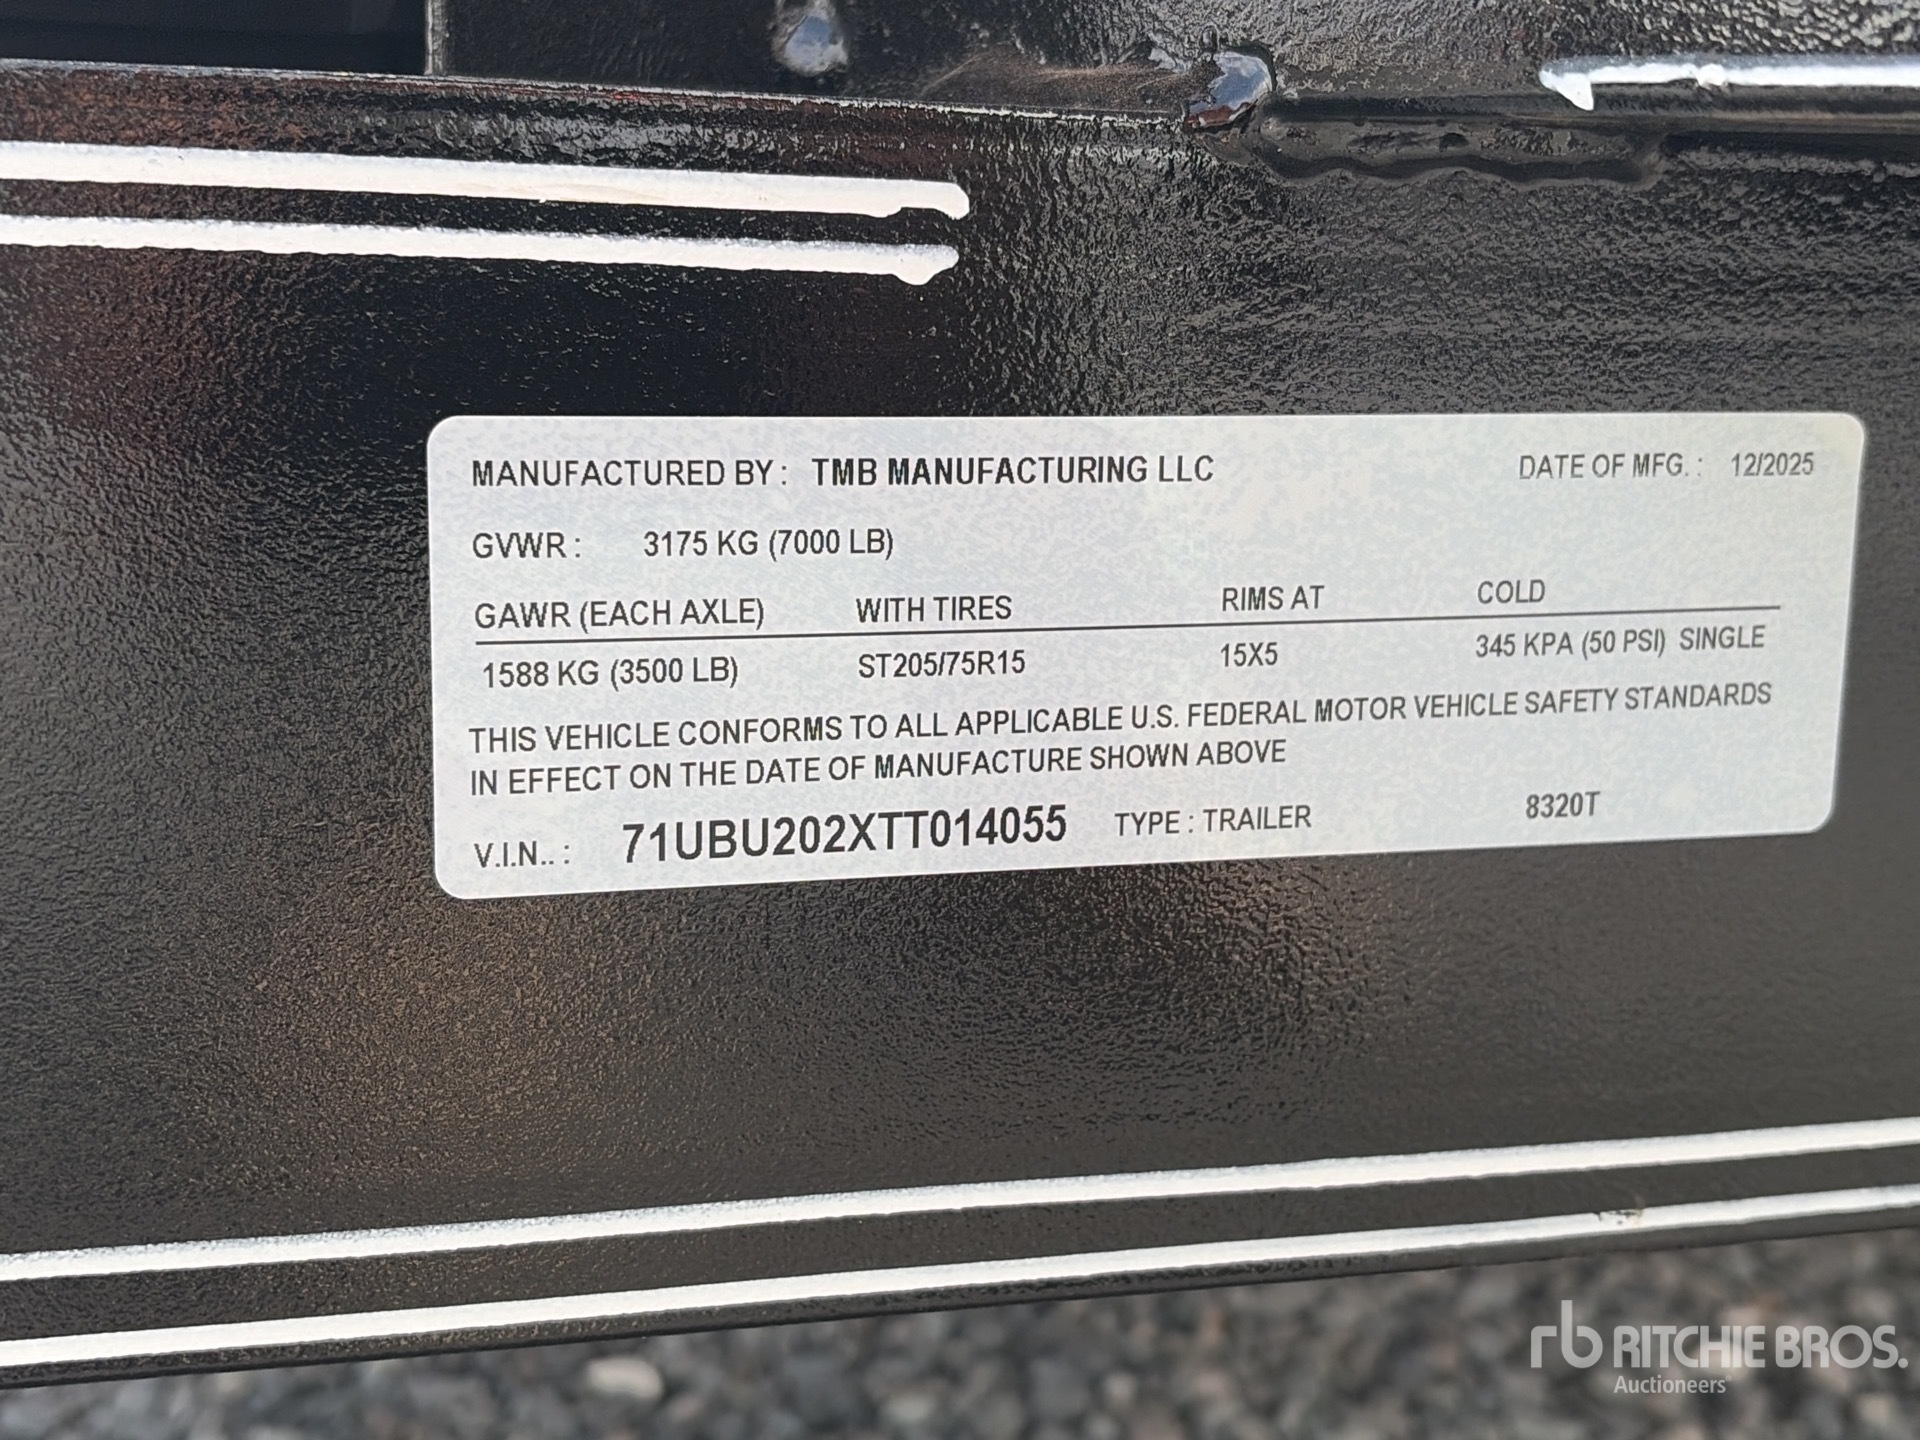 MANUFACTURED BY : TMB MANUFACTURING LLC DATE OF MFG. : 12/2025
GVWR : 3175 KG (7000 LB)
GAWR (EACH AXLE) WITH TIRES RIMS AT COLD
1588 KG (3500 LB) ST205/75R15 15X5 345 KPA (50 PSI) SINGLE
THIS VEHICLE CONFORMS TO ALL APPLICABLE U.S. FEDERAL MOTOR VEHICLE SAFETY STANDARDS
IN EFFECT ON THE DATE OF MANUFACTURE SHOWN ABOVE
V.I.N.. : 71UBU202XTT014055 TYPE : TRAILER 8320T
rb RITCHIE BROS.
Auctioneers